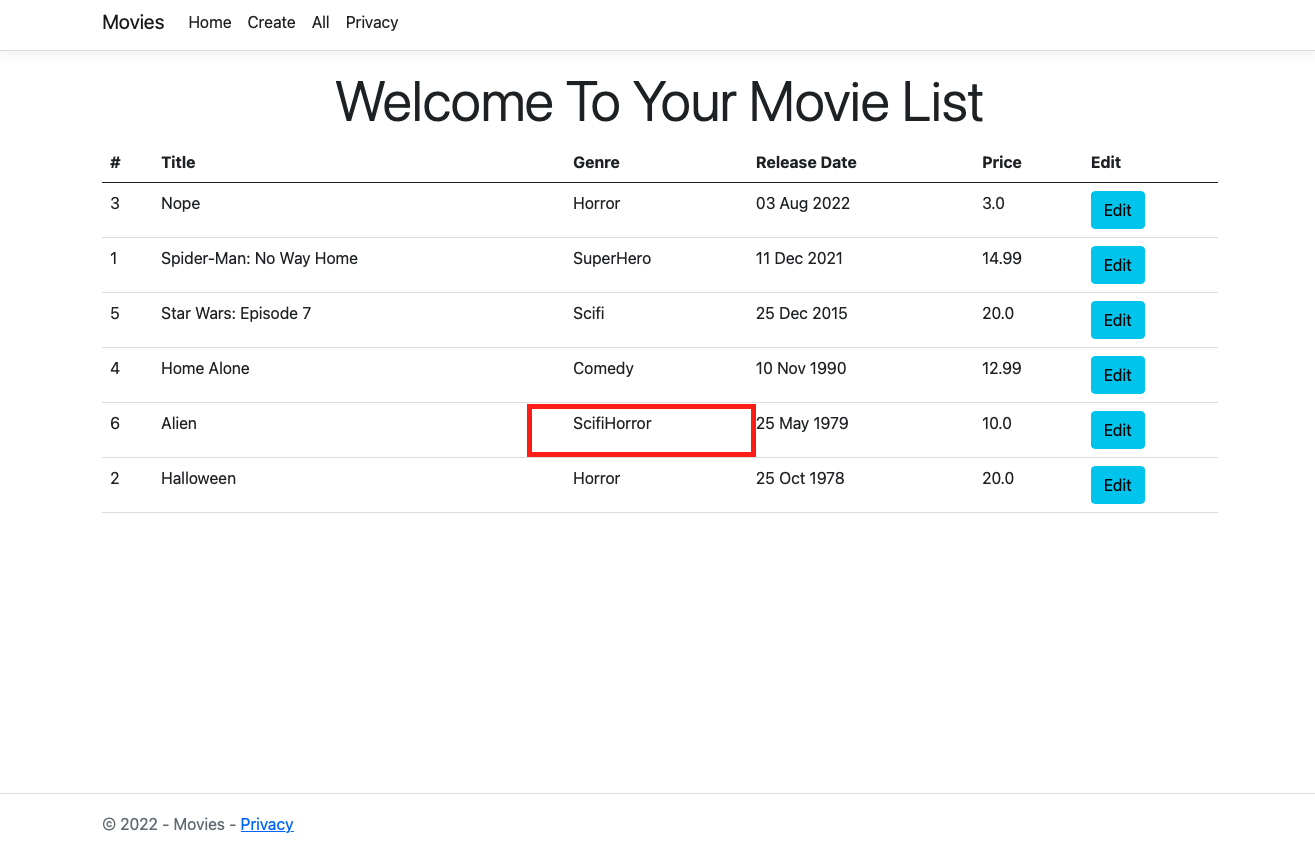 Movies Home Create All Privacy
Welcome To Your Movie List
# Title Genre Release Date Price Edit
3 Nope Horror 03 Aug 2022 3.0 Edit
1 Spider-Man: No Way Home SuperHero 11 Dec 2021 14.99 Edit
5 Star Wars: Episode 7 Scifi 25 Dec 2015 20.0 Edit
4 Home Alone Comedy 10 Nov 1990 12.99 Edit
6 Alien ScifiHorror 25 May 1979 10.0 Edit
2 Halloween Horror 25 Oct 1978 20.0 Edit
© 2022 - Movies - Privacy